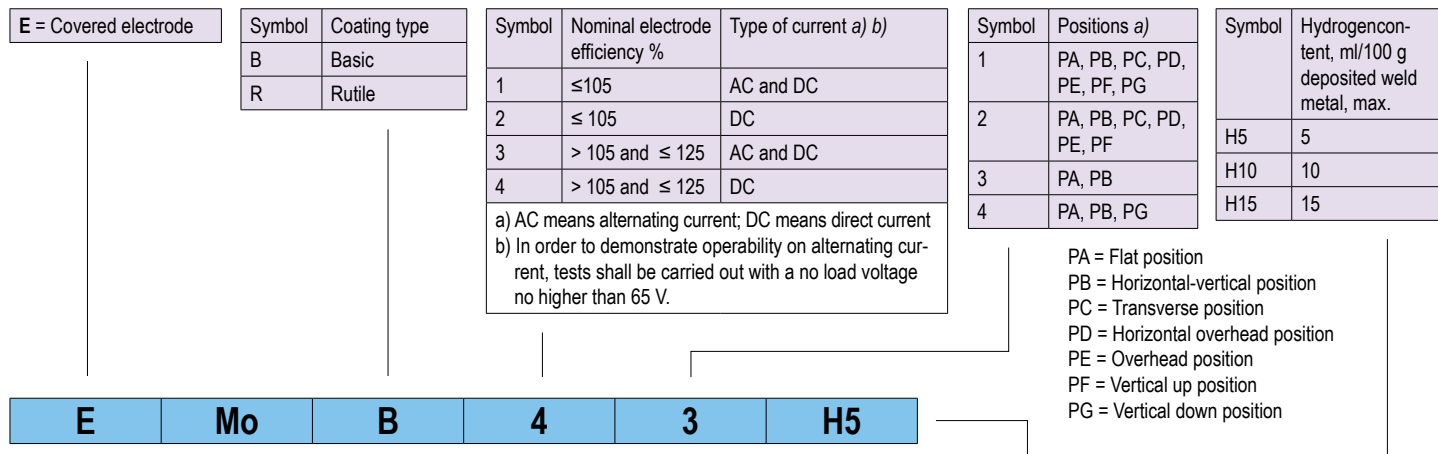 E = Covered electrode
Symbol Coating type
B Basic
R Rutile
Symbol Nominal electrode efficiency % Type of current a) b)
1 ≤105 AC and DC
2 ≤ 105 DC
3 > 105 and ≤ 125 AC and DC
4 > 105 and ≤ 125 DC
a) AC means alternating current; DC means direct current
b) In order to demonstrate operability on alternating cur-
rent, tests shall be carried out with a no load voltage
no higher than 65 V.
Symbol Positions a)
1 PA, PB, PC, PD,
PE, PF, PG
2 PA, PB, PC, PD,
PE, PF
3 PA, PB
4 PA, PB, PG
Symbol Hydrogencon-
tent, ml/100 g
deposited weld
metal, max.
H5 5
H10 10
H15 15
PA = Flat position
PB = Horizontal-vertical position
PC = Transverse position
PD = Horizontal overhead position
PE = Overhead position
PF = Vertical up position
PG = Vertical down position
E Mo B 4 3 H5